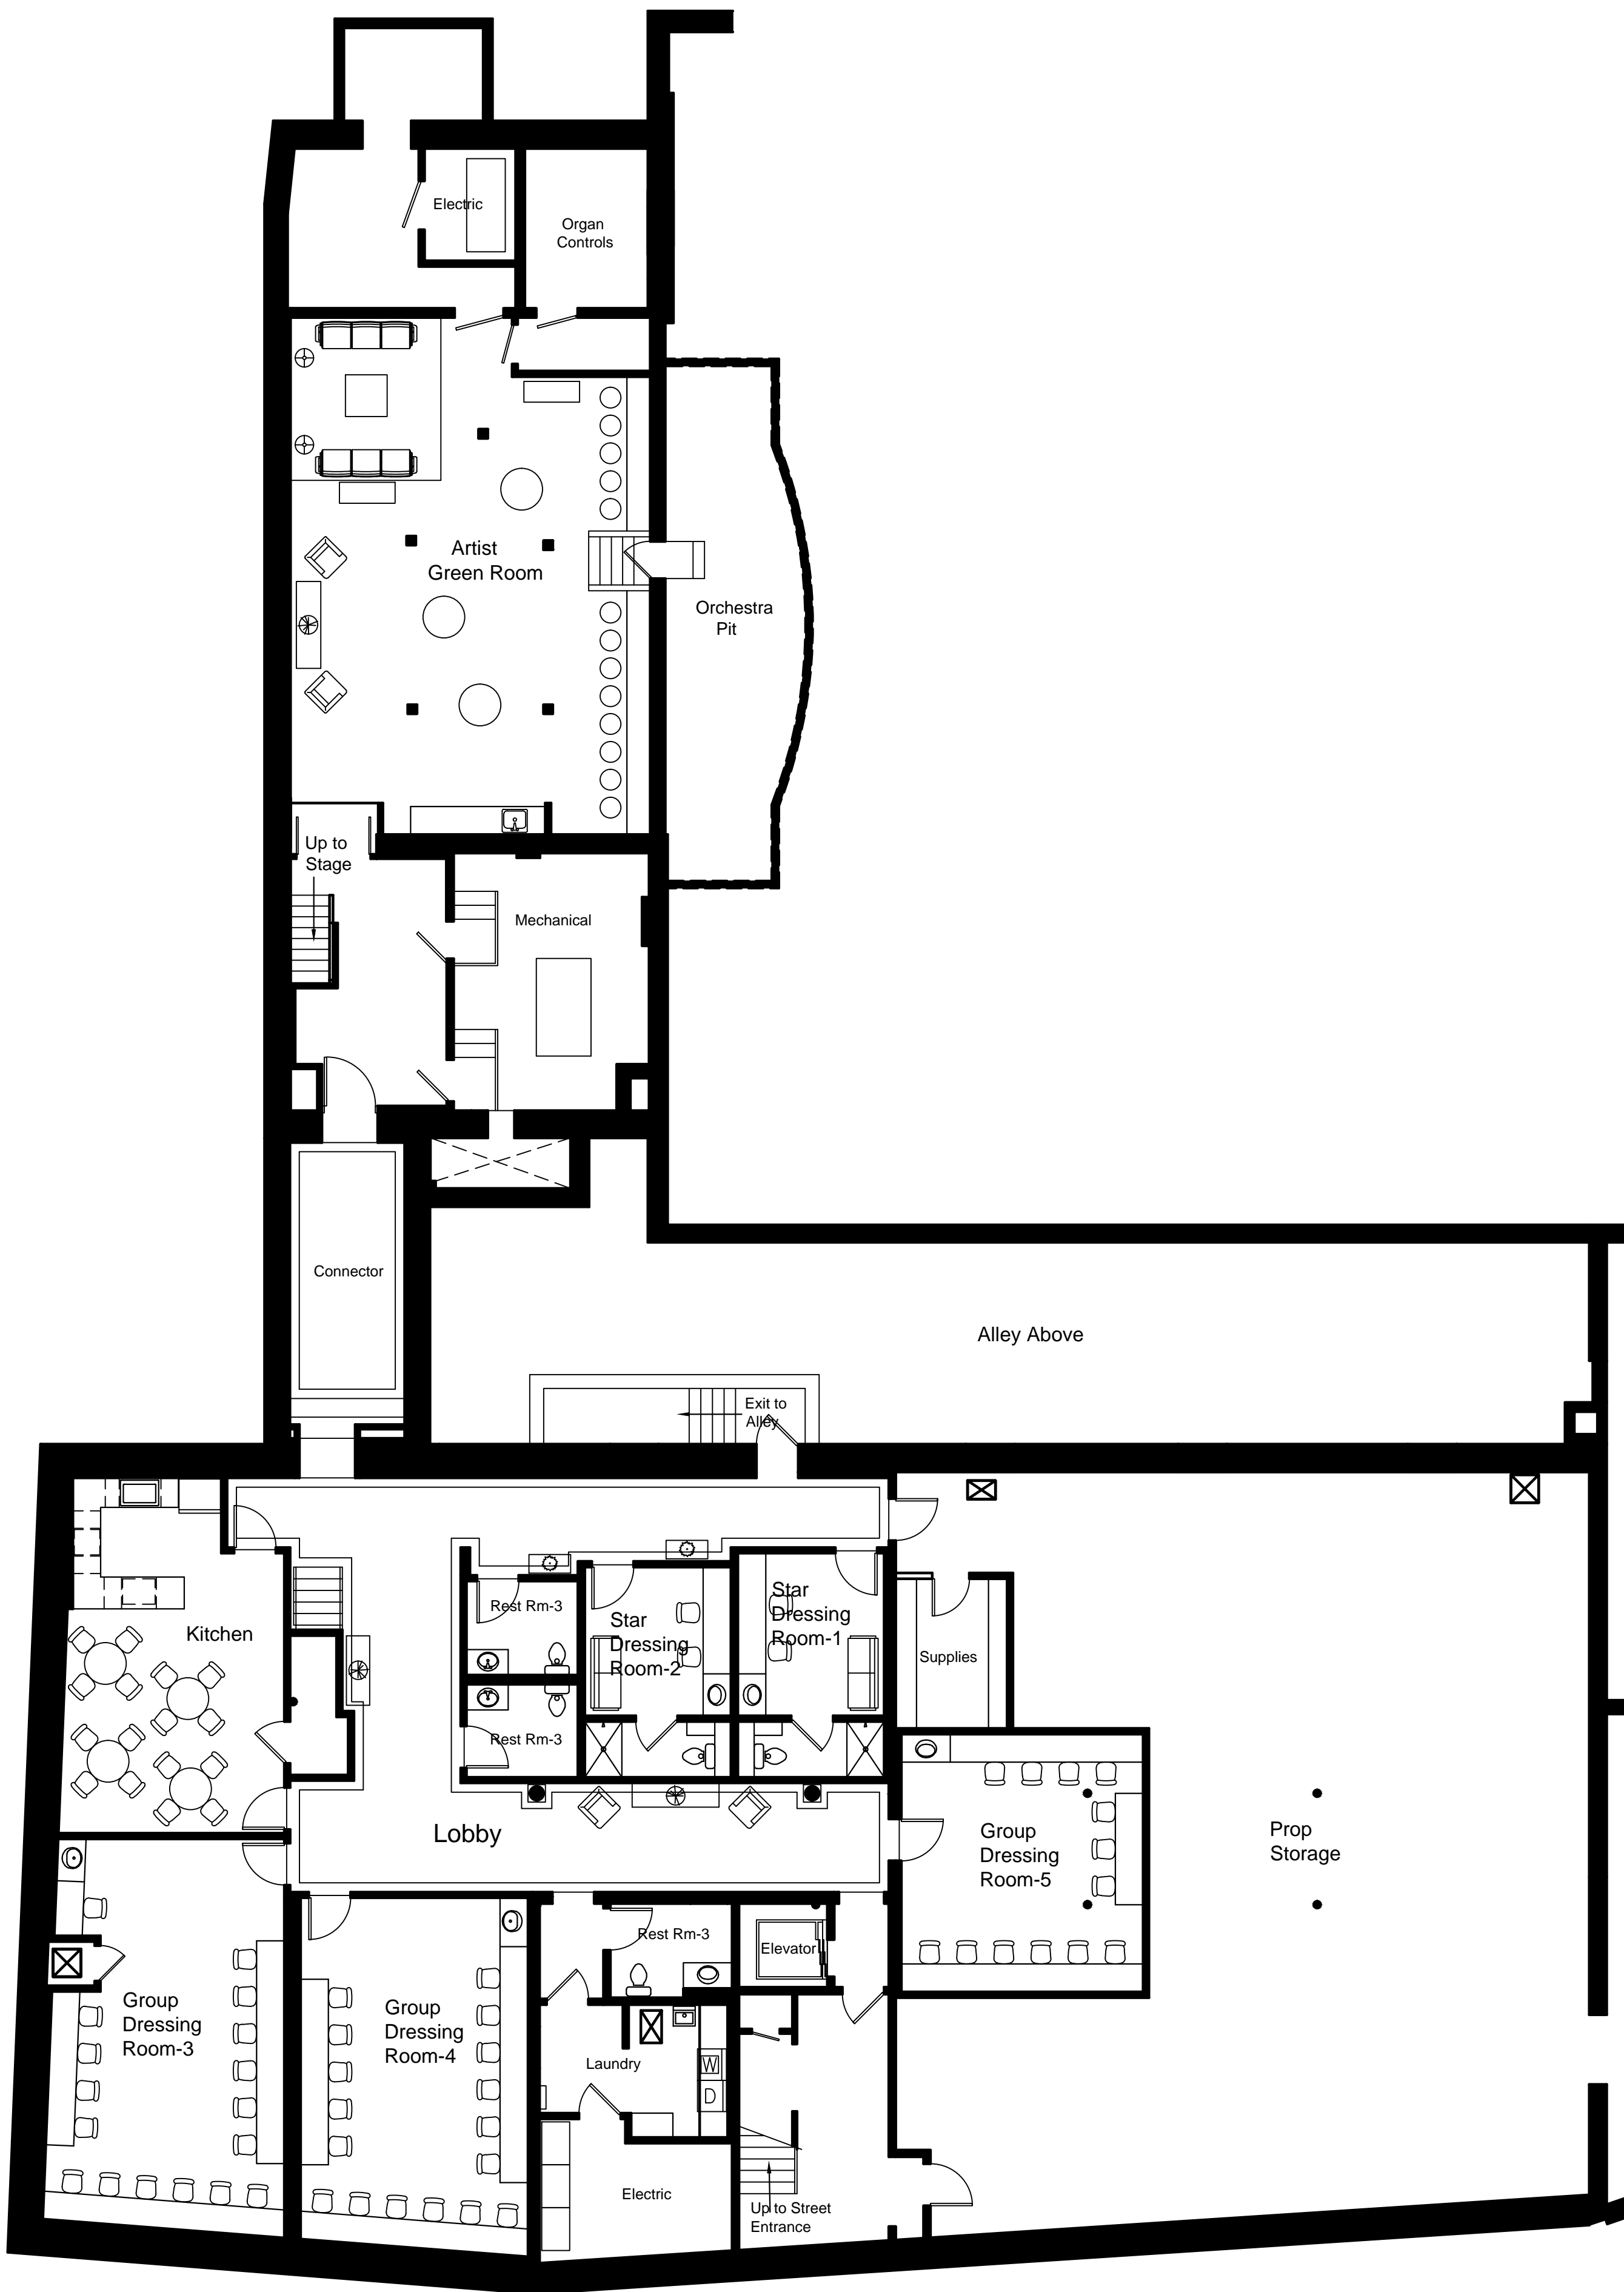 Electric
Organ
Controls
Artist
Green Room
Orchestra
Pit
Up to
Stage
Mechanical
Connector
Alley Above
Exit to
Alley
Rest Rm-3
Star
Dressing
Room-2
Star
Dressing
Room-1
Kitchen
Supplies
Rest Rm-3
Lobby
Group
Dressing
Room-5
Prop
Storage
Rest Rm-3
Elevator
Group
Dressing
Room-3
Group
Dressing
Room-4
Laundry
W
D
Electric
Up to Street
Entrance